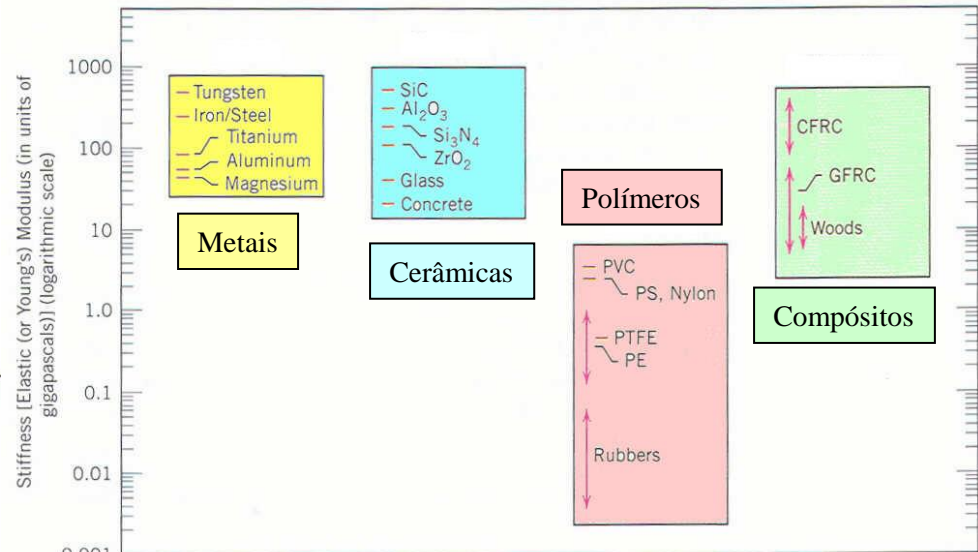 Stiffness [Elastic (or Young's) Modulus (in units of
gigapascals)] (logarithmic scale)
1000
100
10
1.0
0.1
0.01
0.001
Tungsten
Iron/Steel
Titanium
Aluminum
Magnesium
Metais
SiC
Al₂O₃
Si₃N₄
ZrO₂
Glass
Concrete
Cerâmicas
Polímeros
PVC
PS, Nylon
PTFE
PE
Rubbers
CFRC
GFRC
Woods
Compósitos